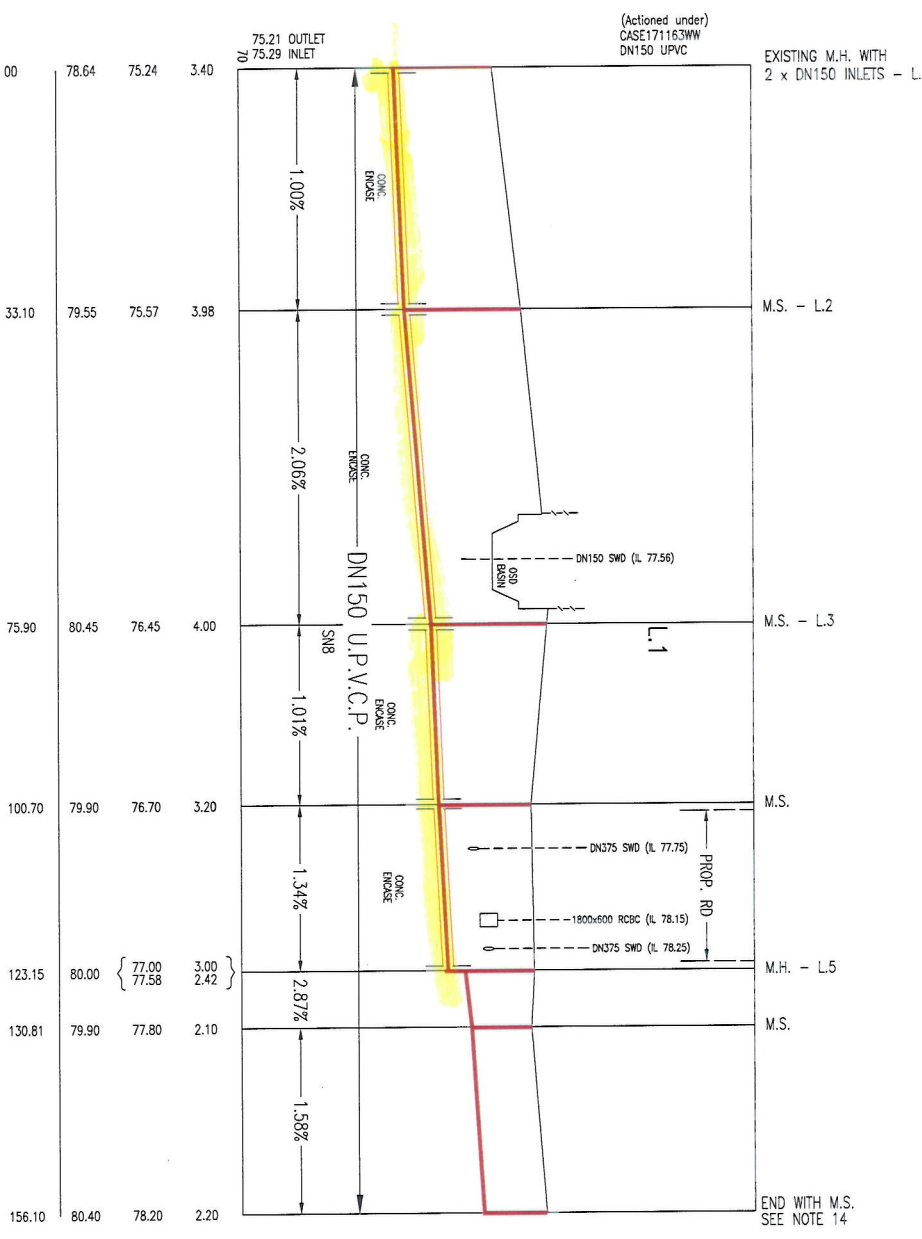 (Actioned under)
CASE171163WW
DN150 UPVC
75.21 OUTLET
75.29 INLET
70
EXISTING M.H. WITH
2 x DN150 INLETS - L.
00 78.64 75.24 3.40
1.00%
CONC.
ENCASE
33.10 79.55 75.57 3.98
M.S. - L.2
2.06%
CONC.
ENCASE
OSD
BASIN
DN150 SWD (IL 77.56)
DN150 U.P.V.C.P.
SN8
75.90 80.45 76.45 4.00
M.S. - L.3
L.1
1.01%
CONC.
ENCASE
100.70 79.90 76.70 3.20
M.S.
1.34%
CONC.
ENCASE
DN375 SWD (IL 77.75)
PROP. RD
1800x600 RCBC (IL 78.15)
DN375 SWD (IL 78.25)
123.15 80.00 { 77.00 3.00 }
{ 77.58 2.42 }
M.H. - L.5
2.87%
130.81 79.90 77.80 2.10
M.S.
1.58%
156.10 80.40 78.20 2.20
END WITH M.S.
SEE NOTE 14